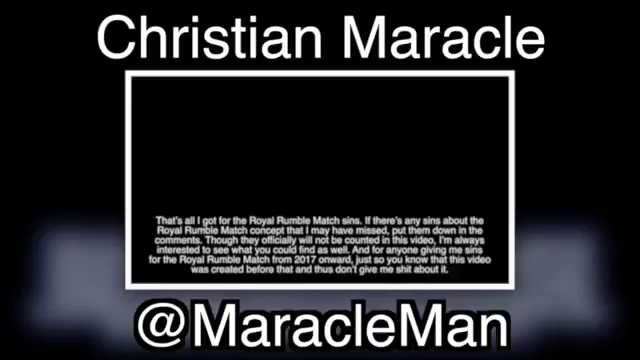 Christian Maracle
That's all I got for the Royal Rumble Match sins. If there's any sins about the
Royal Rumble Match concept that I may have missed, put them down in the
comments. Though they officially will not be counted in this video, I'm always
interested to see what you could find as well. And for anyone giving me sins
for the Royal Rumble Match from 2017 onward, just so you know that this video
was created before that and thus don't give me shit about it.
@MaracleMan